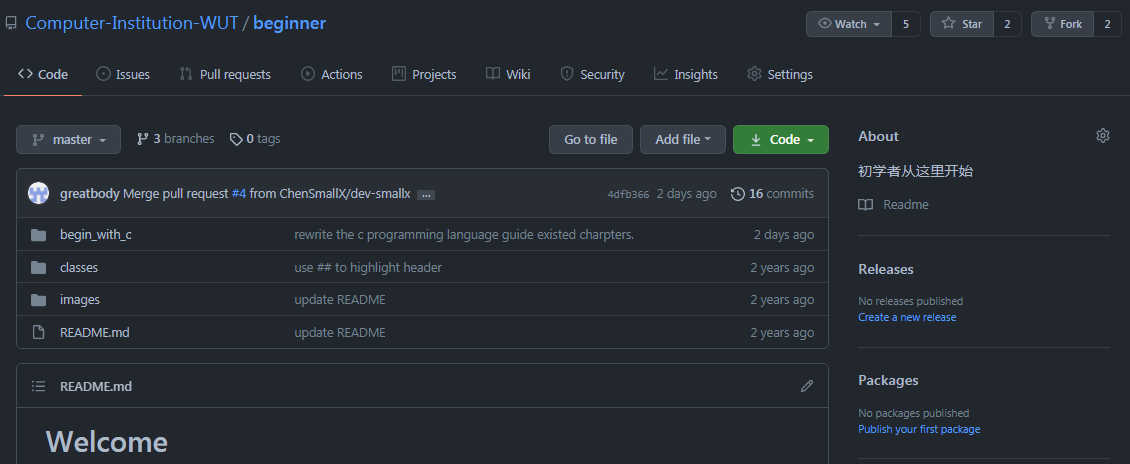 Computer-Institution-WUT / beginner
Watch 5 Star 2 Fork 2
Code Issues Pull requests Actions Projects Wiki Security Insights Settings
master 3 branches 0 tags Go to file Add file Code
greatbody Merge pull request #4 from ChenSmallX/dev-smallx ... 4dfb366 2 days ago 16 commits
begin_with_c rewrite the c programming language guide existed charpters. 2 days ago
classes use ## to highlight header 2 years ago
images update README 2 years ago
README.md update README 2 years ago
README.md
Welcome
About
初学者从这里开始
Readme
Releases
No releases published
Create a new release
Packages
No packages published
Publish your first package